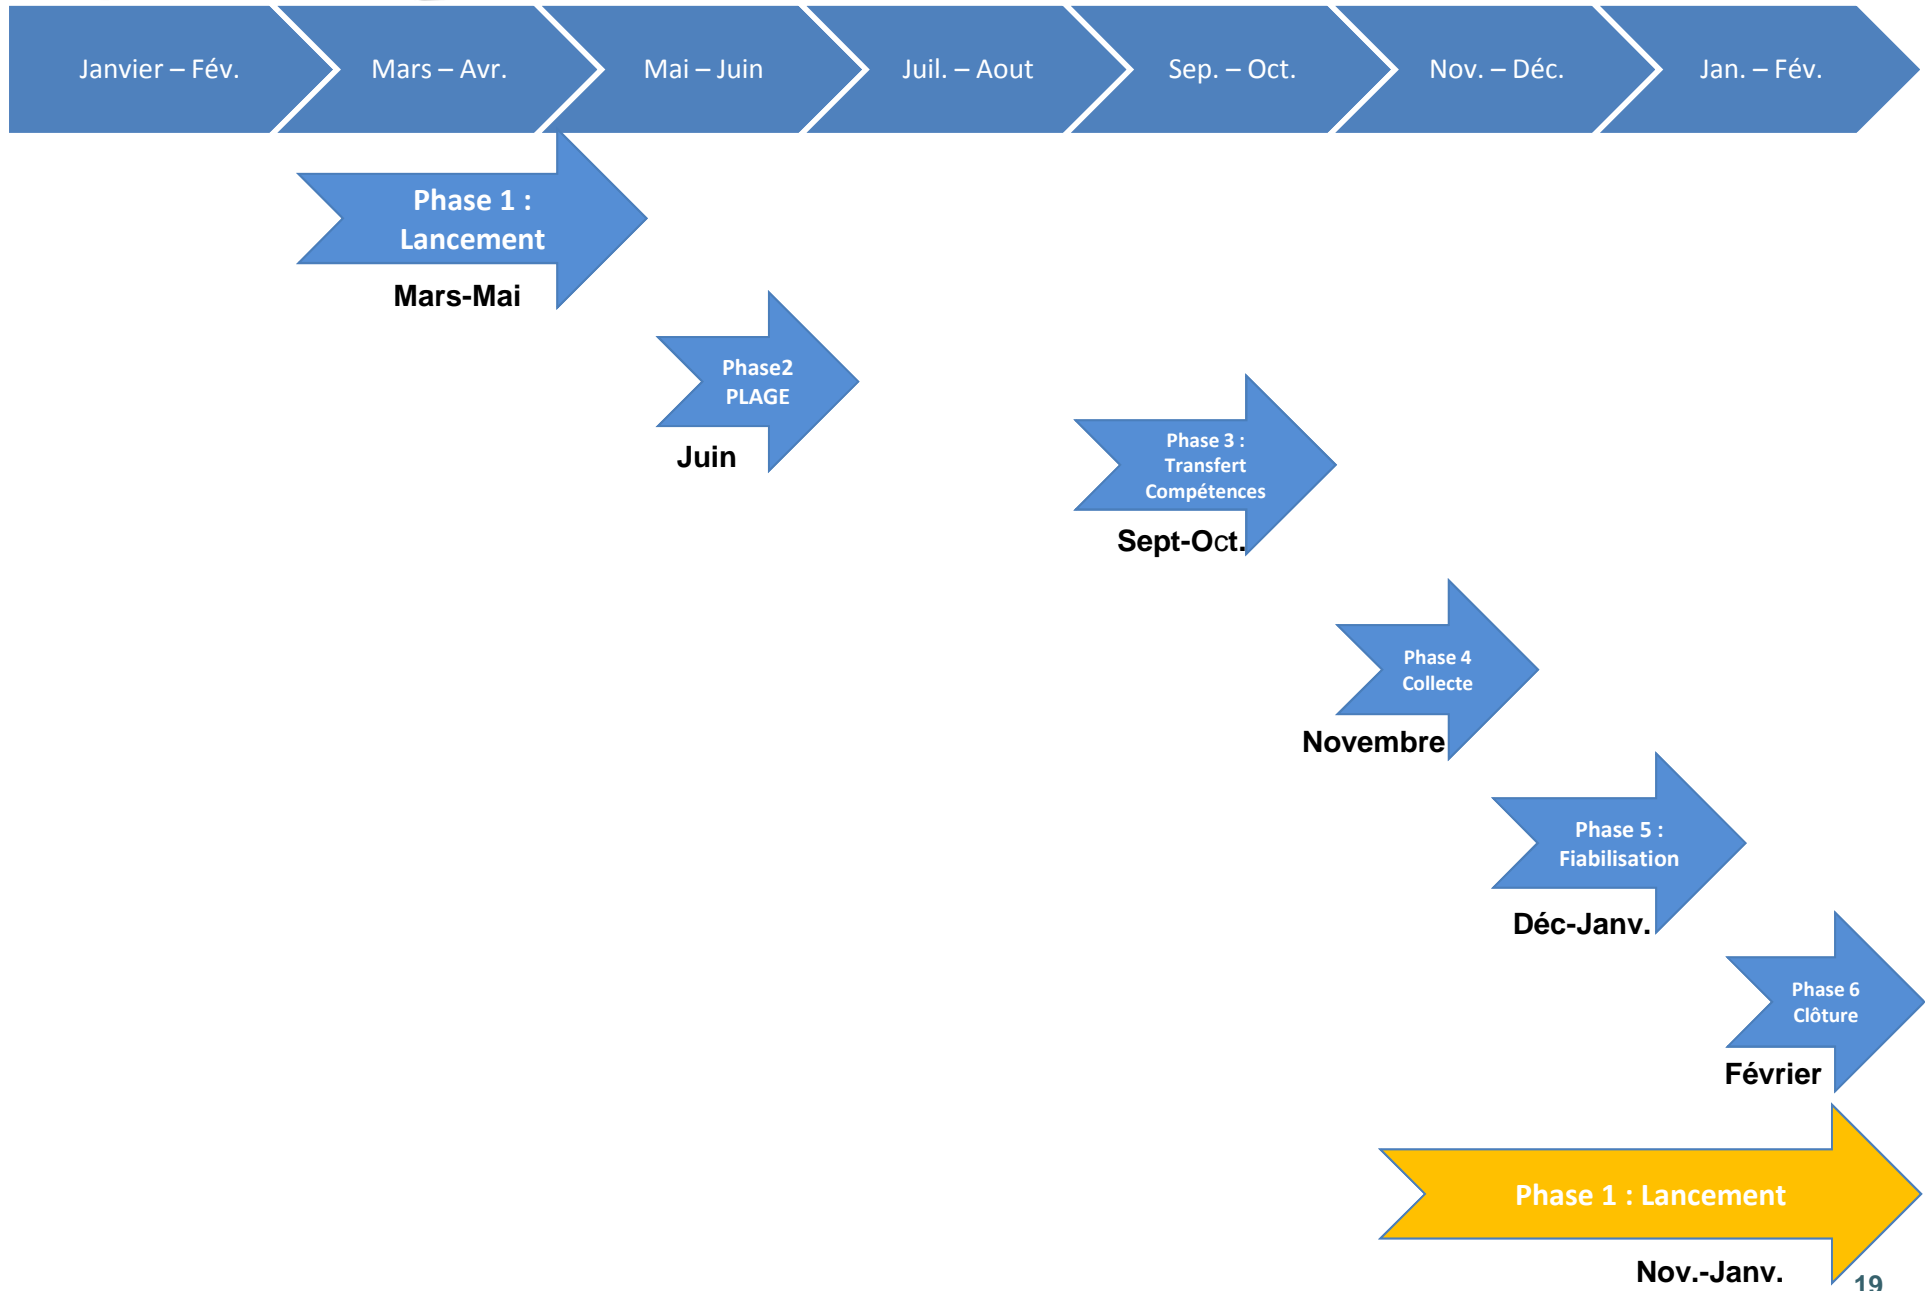 Janvier – Fév.
Mars – Avr.
Mai – Juin
Juil. – Aout
Sep. – Oct.
Nov. – Déc.
Jan. – Fév.
Phase 1 :
Lancement
Mars-Mai
Phase2
PLAGE
Juin
Phase 3 :
Transfert
Compétences
Sept-Oct.
Phase 4
Collecte
Novembre
Phase 5 :
Fiabilisation
Déc-Janv.
Phase 6
Clôture
Février
Phase 1 : Lancement
Nov.-Janv.
19